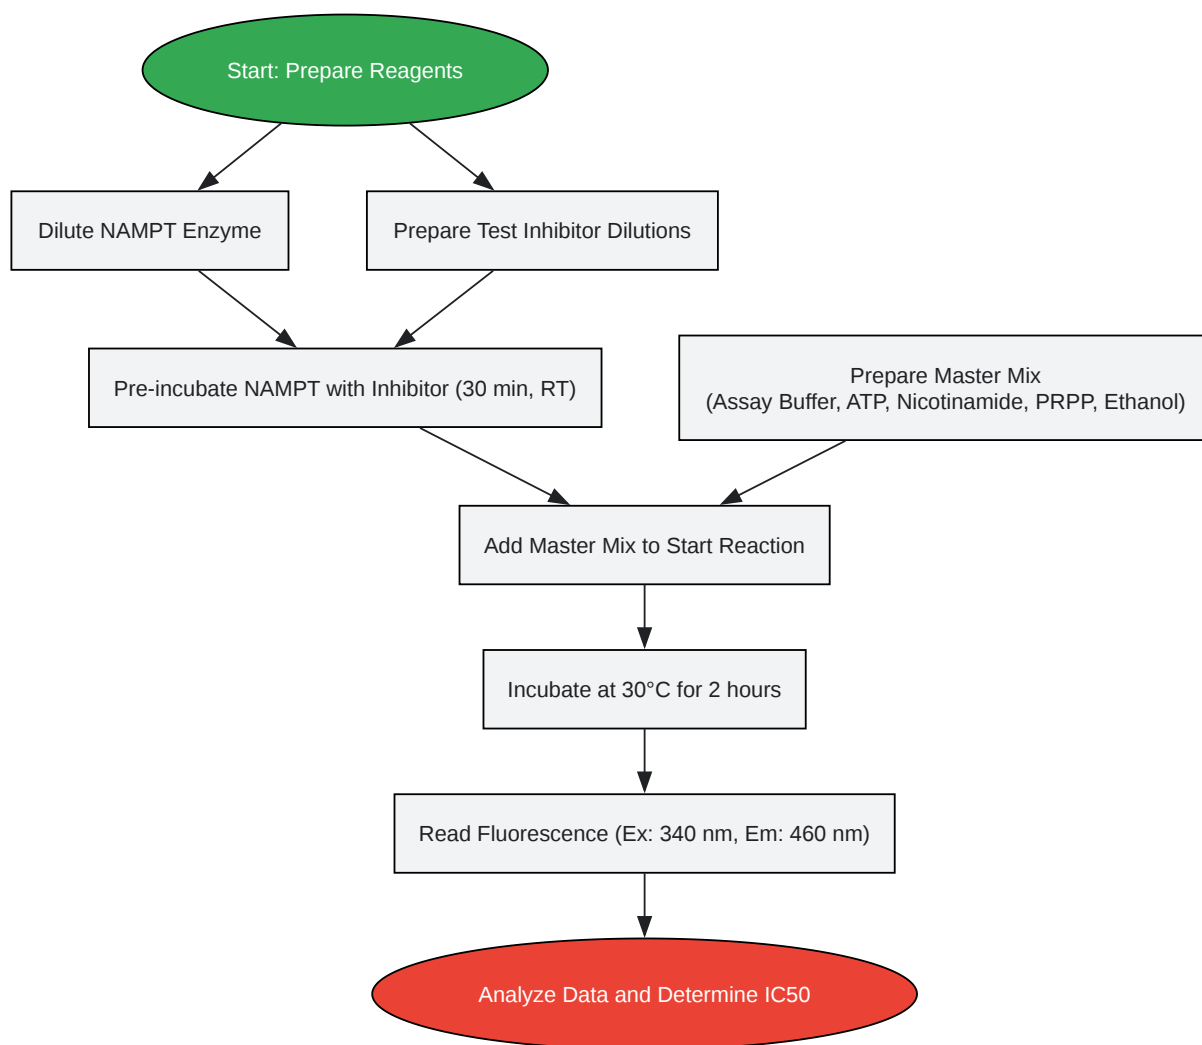 Start: Prepare Reagents
Dilute NAMPT Enzyme
Prepare Test Inhibitor Dilutions
Pre-incubate NAMPT with Inhibitor (30 min, RT)
Prepare Master Mix
(Assay Buffer, ATP, Nicotinamide, PRPP, Ethanol)
Add Master Mix to Start Reaction
Incubate at 30°C for 2 hours
Read Fluorescence (Ex: 340 nm, Em: 460 nm)
Analyze Data and Determine IC50